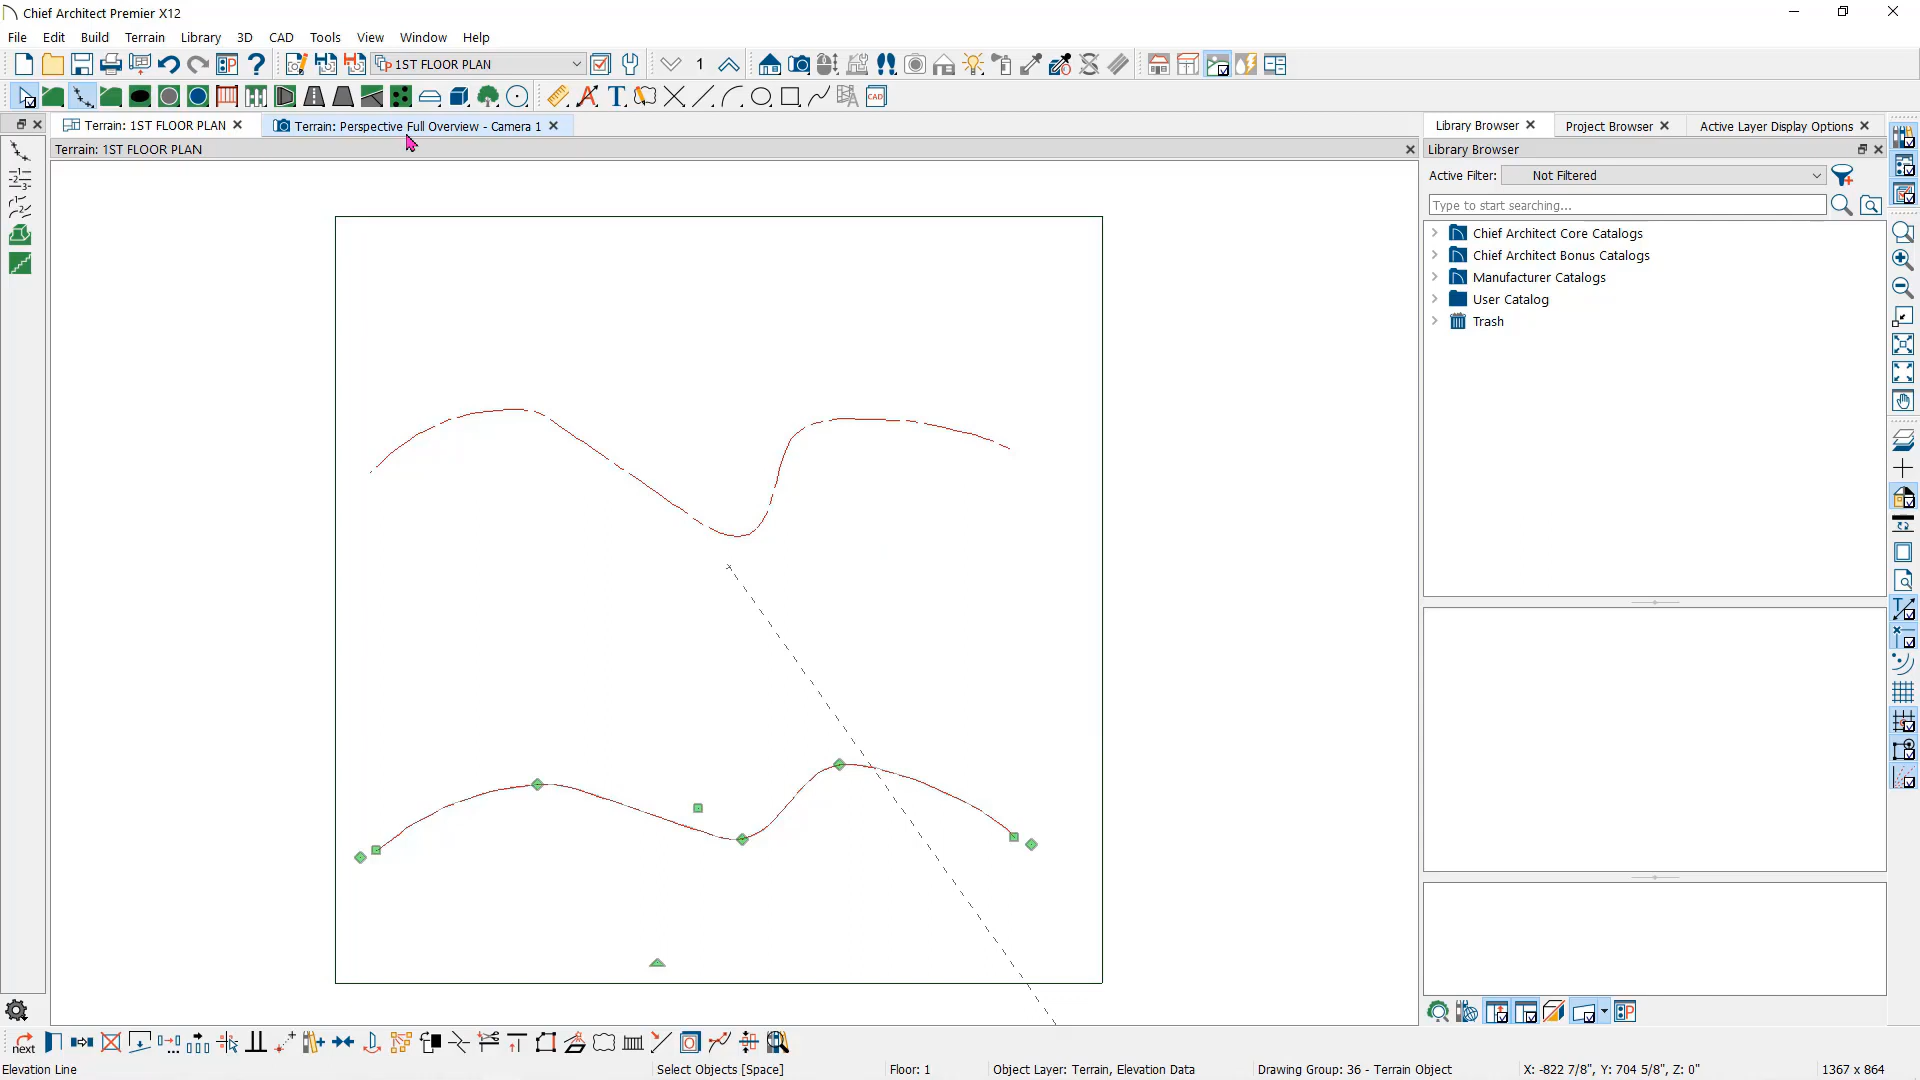 Chief Architect Premier X12
File Edit Build Terrain Library 3D CAD Tools View Window Help
1ST FLOOR PLAN 1
CAD
Terrain: 1ST FLOOR PLAN Terrain: Perspective Full Overview - Camera 1 Library Browser Project Browser Active Layer Display Options
Terrain: 1ST FLOOR PLAN Library Browser
Active Filter: Not Filtered
Type to start searching...
Chief Architect Core Catalogs
Chief Architect Bonus Catalogs
Manufacturer Catalogs
User Catalog
Trash
next
Elevation Line Select Objects [Space] Floor: 1 Object Layer: Terrain, Elevation Data Drawing Group: 36 - Terrain Object X: -822 7/8", Y: 704 5/8", Z: 0" 1367 x 864